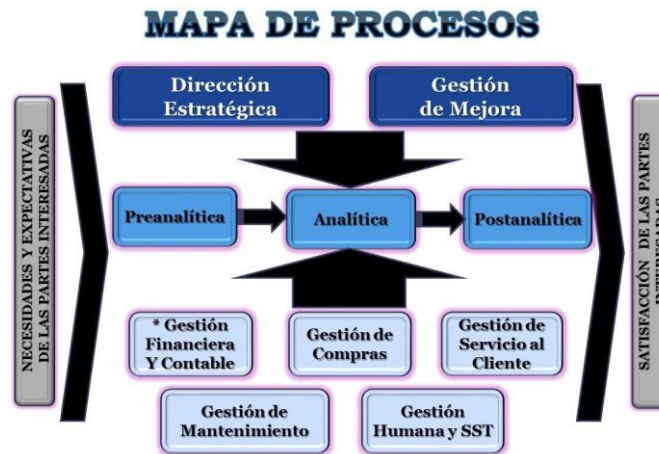 MAPA DE PROCESOS
NECESIDADES Y EXPECTATIVAS
DE LAS PARTES INTERESADAS
Dirección
Estratégica
Gestión
de Mejora
Preanalítica
Analítica
Postanalítica
* Gestión
Financiera
Y Contable
Gestión de
Compras
Gestión de
Servicio al
Cliente
Gestión de
Mantenimiento
Gestión
Humana y SST
SATISFACCIÓN DE LAS PARTES
INTERESADAS